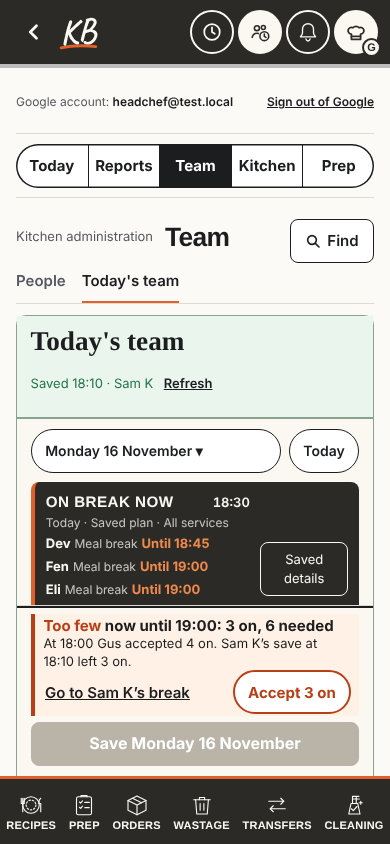 KB
G
Google account: headchef@test.local Sign out of Google
Today Reports Team Kitchen Prep
Kitchen administration Team Find
People Today's team
Today's team
Saved 18:10 · Sam K Refresh
Monday 16 November ▾ Today
ON BREAK NOW 18:30
Today · Saved plan · All services
Dev Meal break Until 18:45
Fen Meal break Until 19:00
Eli Meal break Until 19:00
Saved
details
Too few now until 19:00: 3 on, 6 needed
At 18:00 Gus accepted 4 on. Sam K’s save at
18:10 left 3 on.
Go to Sam K’s break Accept 3 on
Save Monday 16 November
RECIPES PREP ORDERS WASTAGE TRANSFERS CLEANING